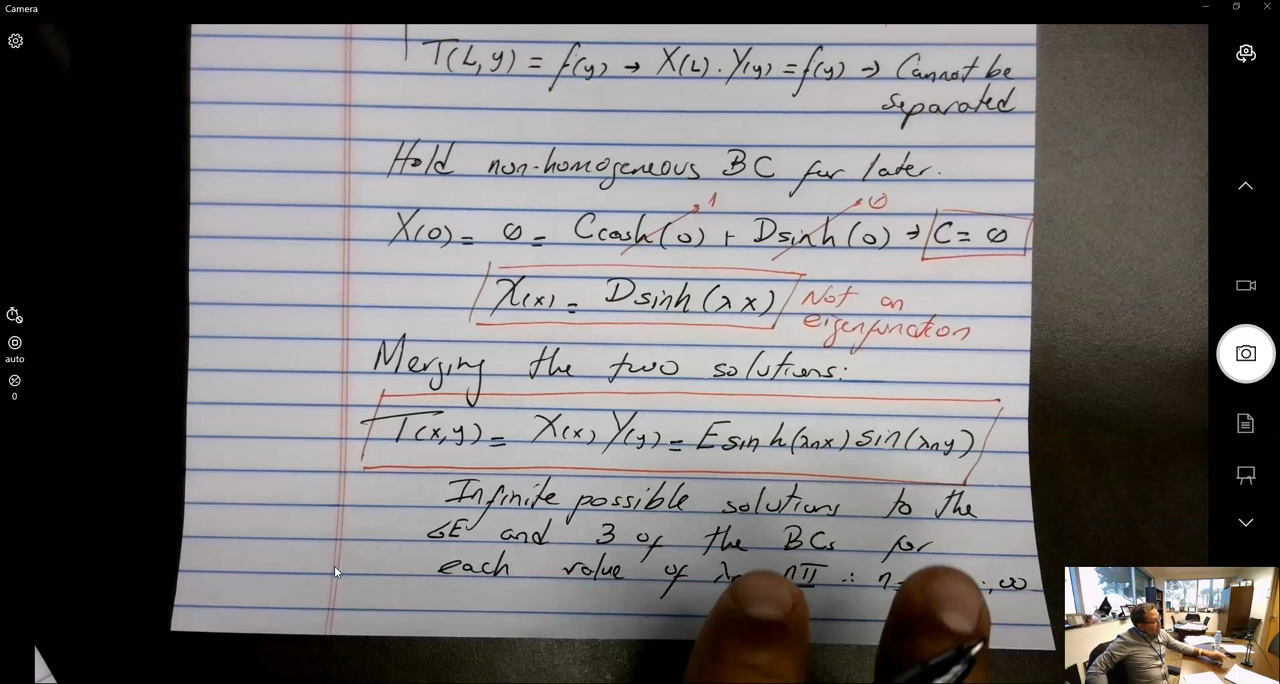 Camera
T(L,y) = f(y) → X(L) . Y(y) = f(y) → Cannot be
separated
Hold non-homogeneous BC for later.
1
0
X(0) = 0 = Ccosh(0) + Dsinh(0) → C = 0
X(x) = Dsinh(λx) Not an
eigenfunction
Merging the two solutions:
T(x,y) = X(x) Y(y) = E sinh(λnx) sin(λny)
Infinite possible solutions to the
GE and 3 of the BCs for
each value of λ nπ : n , ∞
auto
0